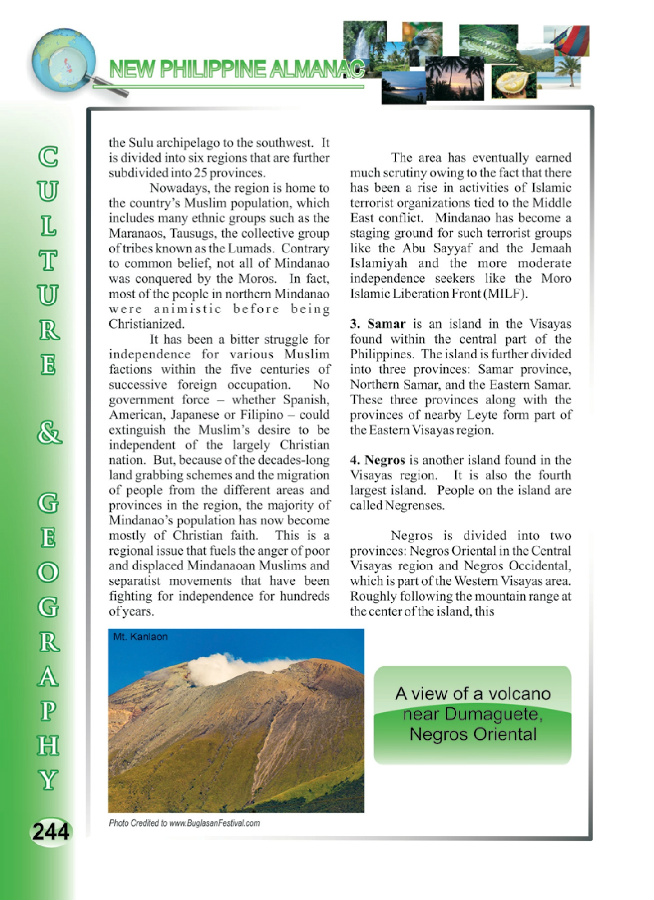 NEW PHILIPPINE ALMANAC
CULTURE & GEOGRAPHY
the Sulu archipelago to the southwest. It
is divided into six regions that are further
subdivided into 25 provinces.
Nowadays, the region is home to
the country's Muslim population, which
includes many ethnic groups such as the
Maranaos, Tausugs, the collective group
of tribes known as the Lumads. Contrary
to common belief, not all of Mindanao
was conquered by the Moros. In fact,
most of the people in northern Mindanao
were animistic before being
Christianized.
It has been a bitter struggle for
independence for various Muslim
factions within the five centuries of
successive foreign occupation. No
government force – whether Spanish,
American, Japanese or Filipino – could
extinguish the Muslim's desire to be
independent of the largely Christian
nation. But, because of the decades-long
land grabbing schemes and the migration
of people from the different areas and
provinces in the region, the majority of
Mindanao's population has now become
mostly of Christian faith. This is a
regional issue that fuels the anger of poor
and displaced Mindanaoan Muslims and
separatist movements that have been
fighting for independence for hundreds
of years.
The area has eventually earned
much scrutiny owing to the fact that there
has been a rise in activities of Islamic
terrorist organizations tied to the Middle
East conflict. Mindanao has become a
staging ground for such terrorist groups
like the Abu Sayyaf and the Jemaah
Islamiyah and the more moderate
independence seekers like the Moro
Islamic Liberation Front (MILF).
3. Samar is an island in the Visayas
found within the central part of the
Philippines. The island is further divided
into three provinces: Samar province,
Northern Samar, and the Eastern Samar.
These three provinces along with the
provinces of nearby Leyte form part of
the Eastern Visayas region.
4. Negros is another island found in the
Visayas region. It is also the fourth
largest island. People on the island are
called Negrenses.
Negros is divided into two
provinces: Negros Oriental in the Central
Visayas region and Negros Occidental,
which is part of the Western Visayas area.
Roughly following the mountain range at
the center of the island, this
Mt. Kanlaon
A view of a volcano
near Dumaguete,
Negros Oriental
Photo Credited to www.BuglasanFestival.com
244